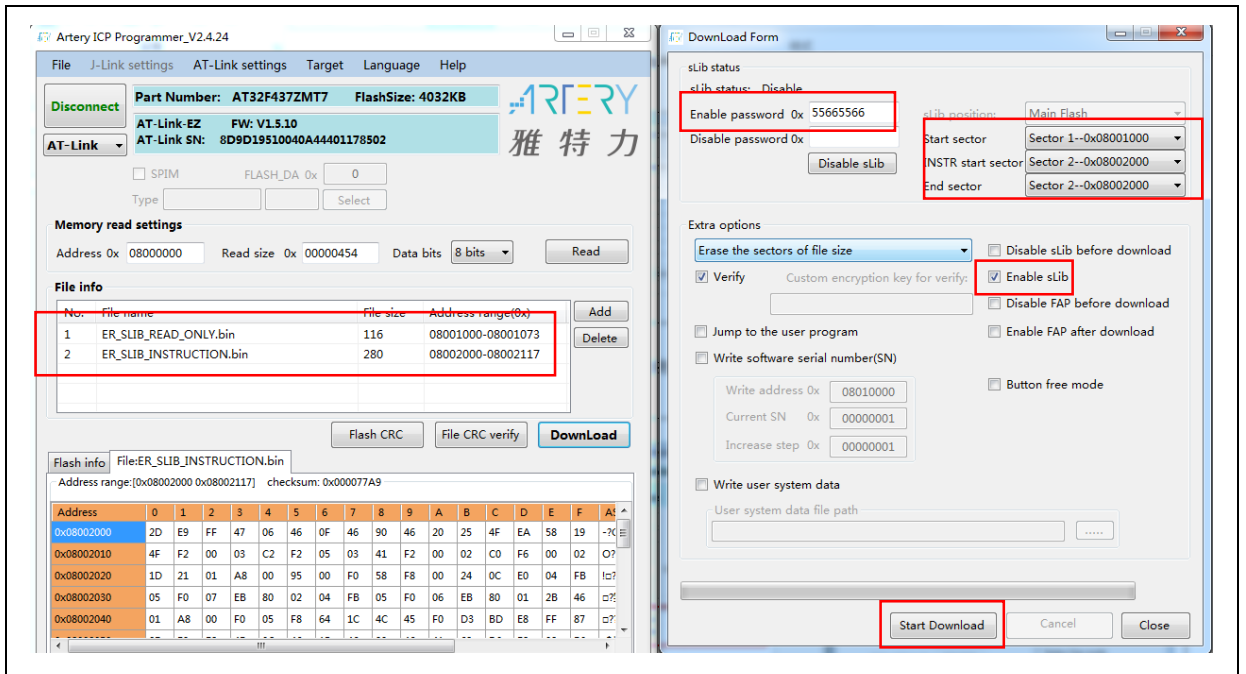 Artery ICP Programmer_V2.4.24
File J-Link settings AT-Link settings Target Language Help
Disconnect
Part Number: AT32F437ZMT7 FlashSize: 4032KB
AT-Link-EZ FW: V1.5.10
AT-Link AT-Link SN: 8D9D19510040A44401178502
ARTERY
雅特力
SPIM FLASH_DA 0x 0
Type Select
Memory read settings
Address 0x 08000000 Read size 0x 00000454 Data bits 8 bits Read
File info
No. File name File size Address range(0x) Add
1 ER_SLIB_READ_ONLY.bin 116 08001000-08001073
2 ER_SLIB_INSTRUCTION.bin 280 08002000-08002117
Delete
Flash CRC File CRC verify DownLoad
Flash info File:ER_SLIB_INSTRUCTION.bin
Address range:[0x08002000 0x08002117] checksum: 0x000077A9
Address 0 1 2 3 4 5 6 7 8 9 A B C D E F
0x08002000 2D E9 FF 47 06 46 0F 46 90 46 20 25 4F EA 58 19
0x08002010 4F F2 00 03 C2 F2 05 03 41 F2 00 02 C0 F6 00 02
0x08002020 1D 21 01 A8 00 95 00 F0 58 F8 00 24 0C E0 04 FB
0x08002030 05 F0 07 EB 80 02 04 FB 05 F0 06 EB 80 01 2B 46
0x08002040 01 A8 00 F0 05 F8 64 1C 4C 45 F0 D3 BD E8 FF 87
DownLoad Form
sLib status
sLib status: Disable
Enable password 0x 55665566 sLib position: Main Flash
Disable password 0x Start sector Sector 1--0x08001000
Disable sLib INSTR start sector Sector 2--0x08002000
End sector Sector 2--0x08002000
Extra options
Erase the sectors of file size Disable sLib before download
Verify Custom encryption key for verify: Enable sLib
Disable FAP before download
Jump to the user program Enable FAP after download
Write software serial number(SN)
Write address 0x 08010000 Button free mode
Current SN 0x 00000001
Increase step 0x 00000001
Write user system data
User system data file path
.....
Start Download Cancel Close